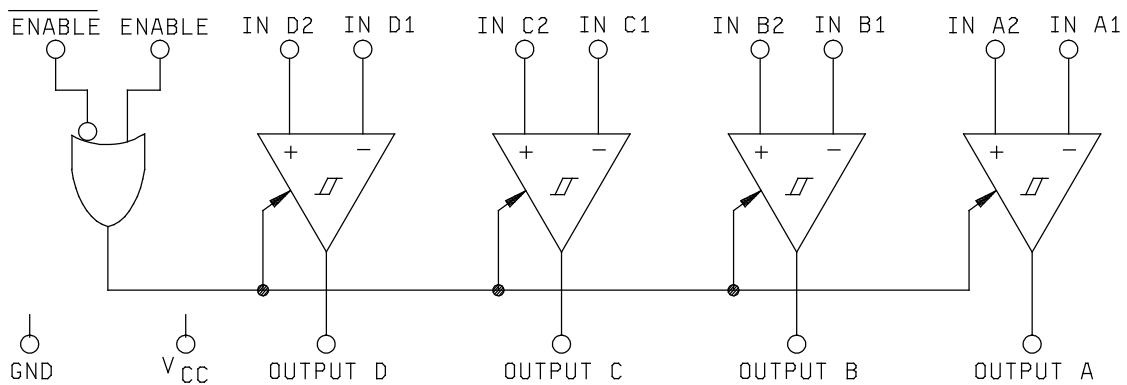 ENABLE ENABLE IN D2 IN D1 IN C2 IN C1 IN B2 IN B1 IN A2 IN A1
+ − + − + − + −
GND VCC OUTPUT D OUTPUT C OUTPUT B OUTPUT A